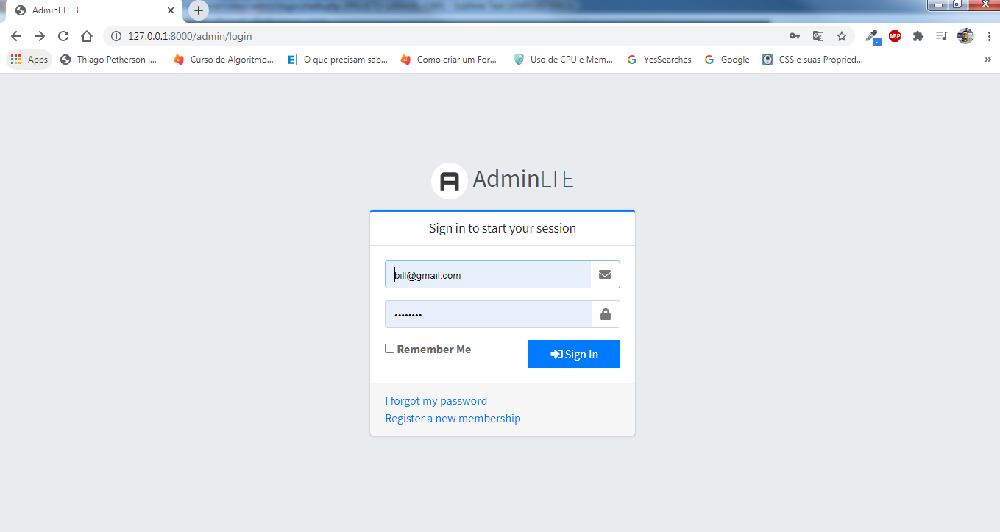 AdminLTE 3
127.0.0.1:8000/admin/login
ABP
Apps Thiago Petherson |... Curso de Algoritmo... E| O que precisam sab... Como criar um For... Uso de CPU e Mem... G YesSearches G Google CSS e suas Propried... »
A AdminLTE
Sign in to start your session
bill@gmail.com
••••••••
Remember Me
Sign In
I forgot my password
Register a new membership